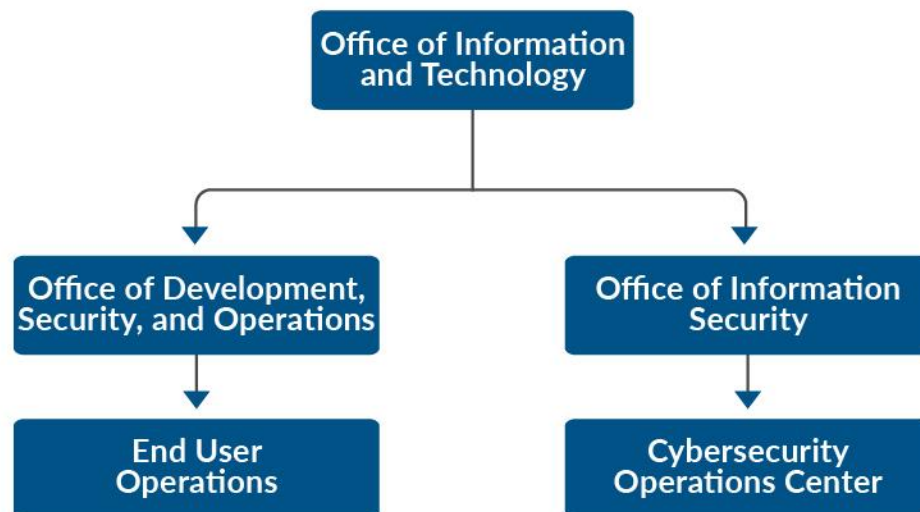 Office of Information
and Technology
Office of Development,
Security, and Operations
Office of Information
Security
End User
Operations
Cybersecurity
Operations Center